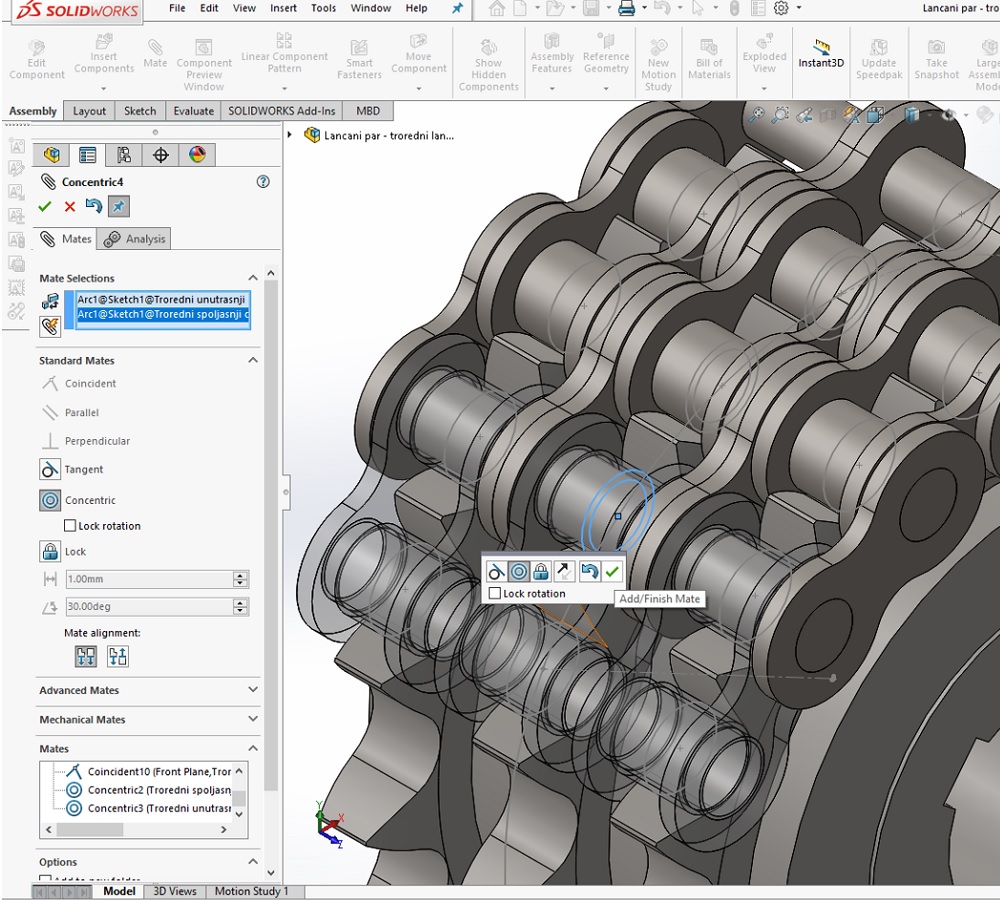 SOLIDWORKS File Edit View Insert Tools Window Help Lancani par - tro
Edit Component
Insert Components
Mate
Component Preview Window
Linear Component Pattern
Smart Fasteners
Move Component
Show Hidden Components
Assembly Features
Reference Geometry
New Motion Study
Bill of Materials
Exploded View
Instant3D
Update Speedpak
Take Snapshot
Large Assem Mode
Assembly Layout Sketch Evaluate SOLIDWORKS Add-Ins MBD
Lancani par - troredni lan...
Concentric4
Mates Analysis
Mate Selections
Arc1@Sketch1@Troredni unutrasnji
Arc1@Sketch1@Troredni spoljasnji c
Standard Mates
Coincident
Parallel
Perpendicular
Tangent
Concentric
Lock rotation
Lock
1.00mm
30.00deg
Mate alignment:
Lock rotation
Add/Finish Mate
Advanced Mates
Mechanical Mates
Mates
Coincident10 (Front Plane,Tror
Concentric2 (Troredni spoljasn
Concentric3 (Troredni unutrasr
Options
Y
X
Z
Model 3D Views Motion Study 1